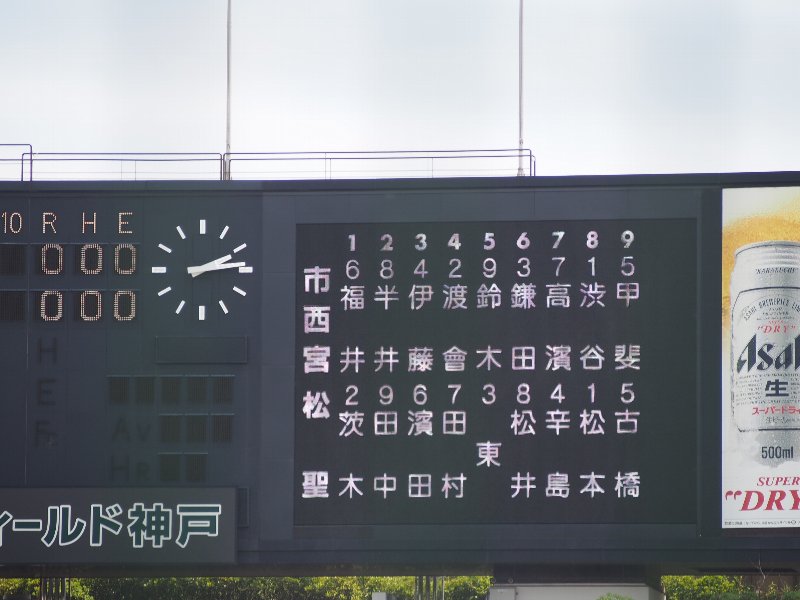 10 R H E
0 0 0
0 0 0
H
E
F
AV
HR
ィールド神戸
1 2 3 4 5 6 7 8 9
6 8 4 2 9 3 7 1 5
市西宮
福井 半井 伊藤 渡會 鈴木 鎌田 高濱 渋谷 甲斐
2 9 6 7 3 8 4 1 5
松聖
茨木 田中 濱田 田村 東 松井 辛島 松本 古橋
"DRY"
Asahi
生
スーパードライ
500ml
SUPER
"DRY